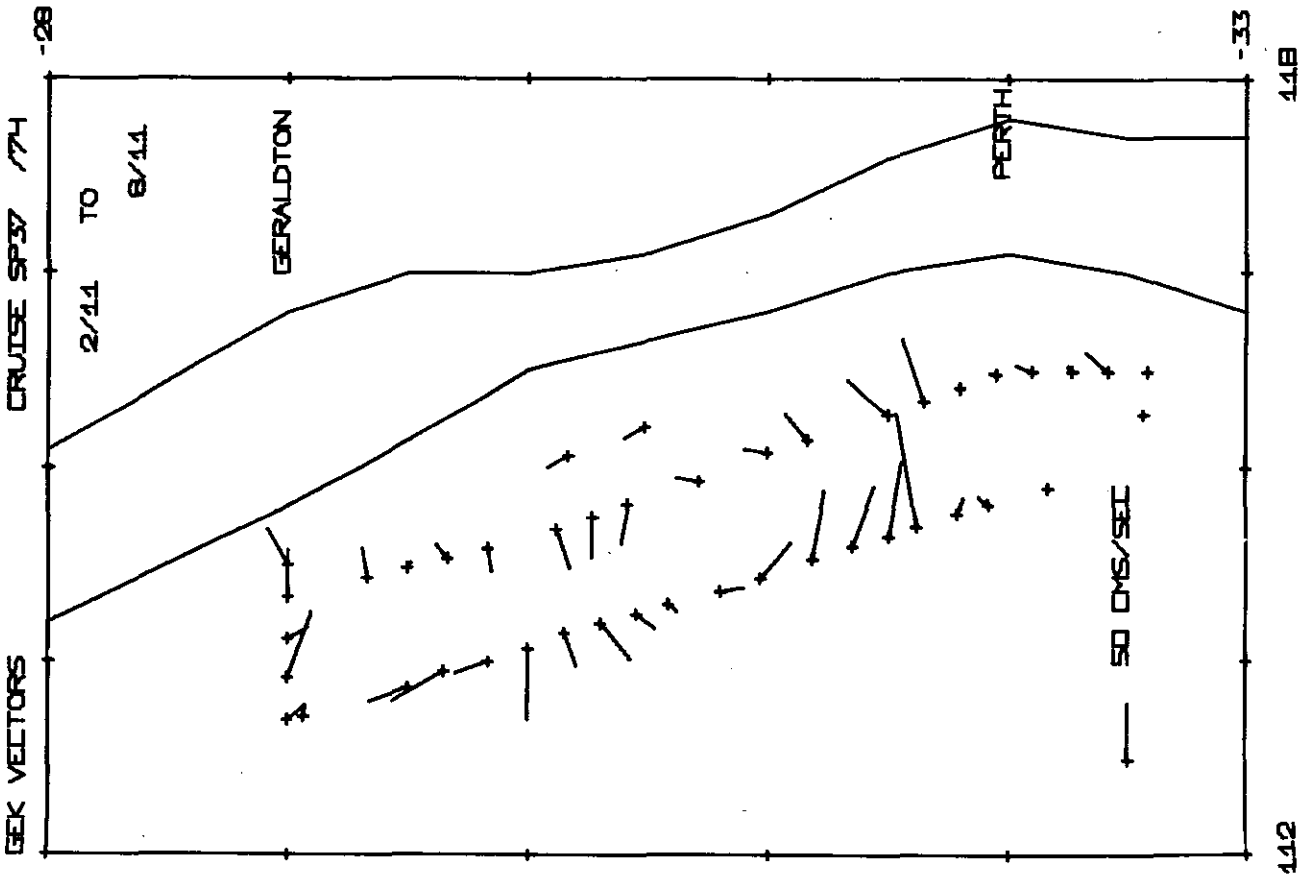 GEK VECTORS CRUISE SP37 /74
-28
2/11 TO
8/11
GERALDTON
PERTH
50 CMS/SEC
-33
112
118